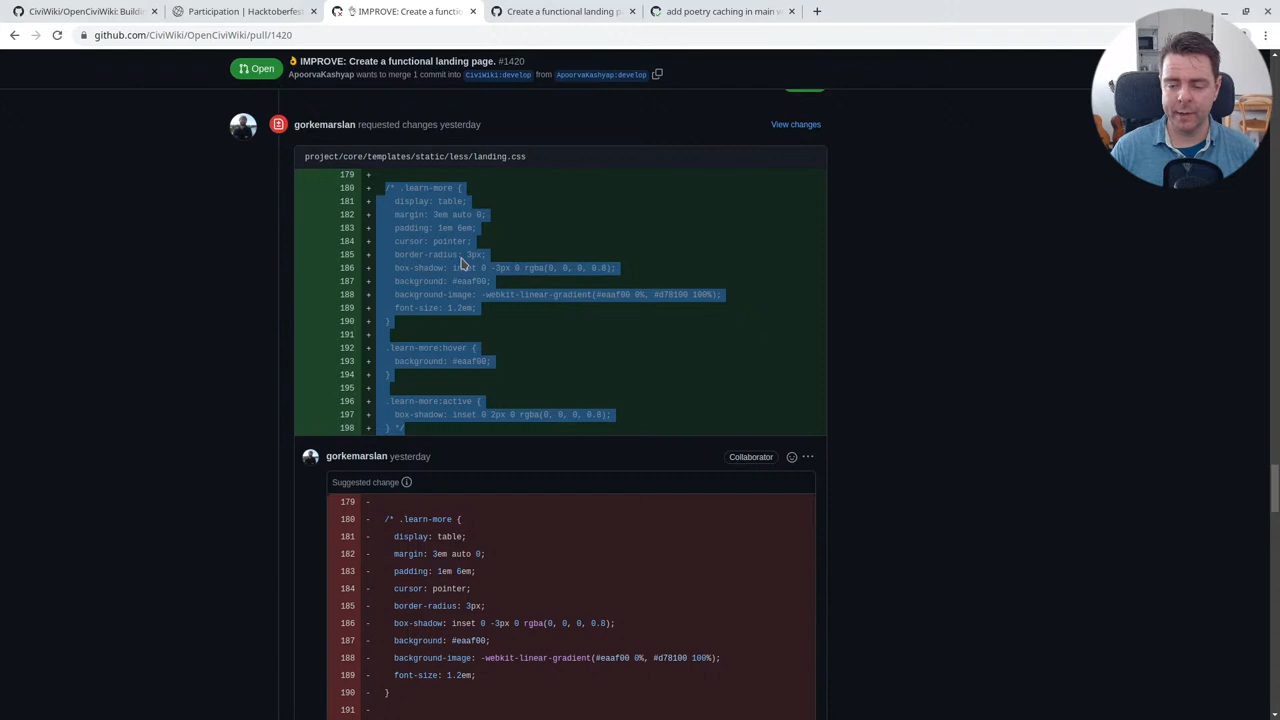 CiviWiki/OpenCiviWiki: Buildin
Participation | Hacktoberfes
👌 IMPROVE: Create a functio
Create a functional landing p
add poetry caching in main w
github.com/CiviWiki/OpenCiviWiki/pull/1420
Open
👌 IMPROVE: Create a functional landing page. #1420
ApoorvaKashyap wants to merge 1 commit into CiviWiki:develop from ApoorvaKashyap:develop
gorkemarslan requested changes yesterday
View changes
project/core/templates/static/less/landing.css
179 +
180 + /* .learn-more {
181 + display: table;
182 + margin: 3em auto 0;
183 + padding: 1em 6em;
184 + cursor: pointer;
185 + border-radius: 3px;
186 + box-shadow: inset 0 -3px 0 rgba(0, 0, 0, 0.8);
187 + background: #eaaf00;
188 + background-image: -webkit-linear-gradient(#eaaf00 0%, #d78100 100%);
189 + font-size: 1.2em;
190 + }
191 +
192 + .learn-more:hover {
193 + background: #eaaf00;
194 + }
195 +
196 + .learn-more:active {
197 + box-shadow: inset 0 2px 0 rgba(0, 0, 0, 0.8);
198 + } */
gorkemarslan yesterday
Collaborator
Suggested change
179 -
180 - /* .learn-more {
181 - display: table;
182 - margin: 3em auto 0;
183 - padding: 1em 6em;
184 - cursor: pointer;
185 - border-radius: 3px;
186 - box-shadow: inset 0 -3px 0 rgba(0, 0, 0, 0.8);
187 - background: #eaaf00;
188 - background-image: -webkit-linear-gradient(#eaaf00 0%, #d78100 100%);
189 - font-size: 1.2em;
190 - }
191 -